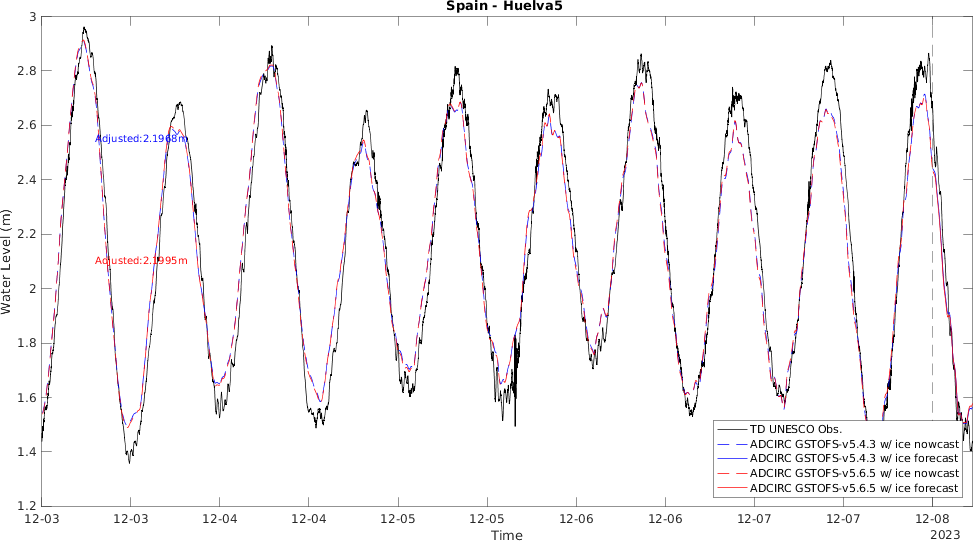 Spain - Huelva5
3
2.8
2.6
2.4
2.2
2
1.8
1.6
1.4
1.2
Water Level (m)
Adjusted:2.1968m
Adjusted:2.1995m
TD UNESCO Obs.
ADCIRC GSTOFS-v5.4.3 w/ ice nowcast
ADCIRC GSTOFS-v5.4.3 w/ ice forecast
ADCIRC GSTOFS-v5.6.5 w/ ice nowcast
ADCIRC GSTOFS-v5.6.5 w/ ice forecast
12-03 12-03 12-04 12-04 12-05 12-05 12-06 12-06 12-07 12-07 12-08
Time
2023